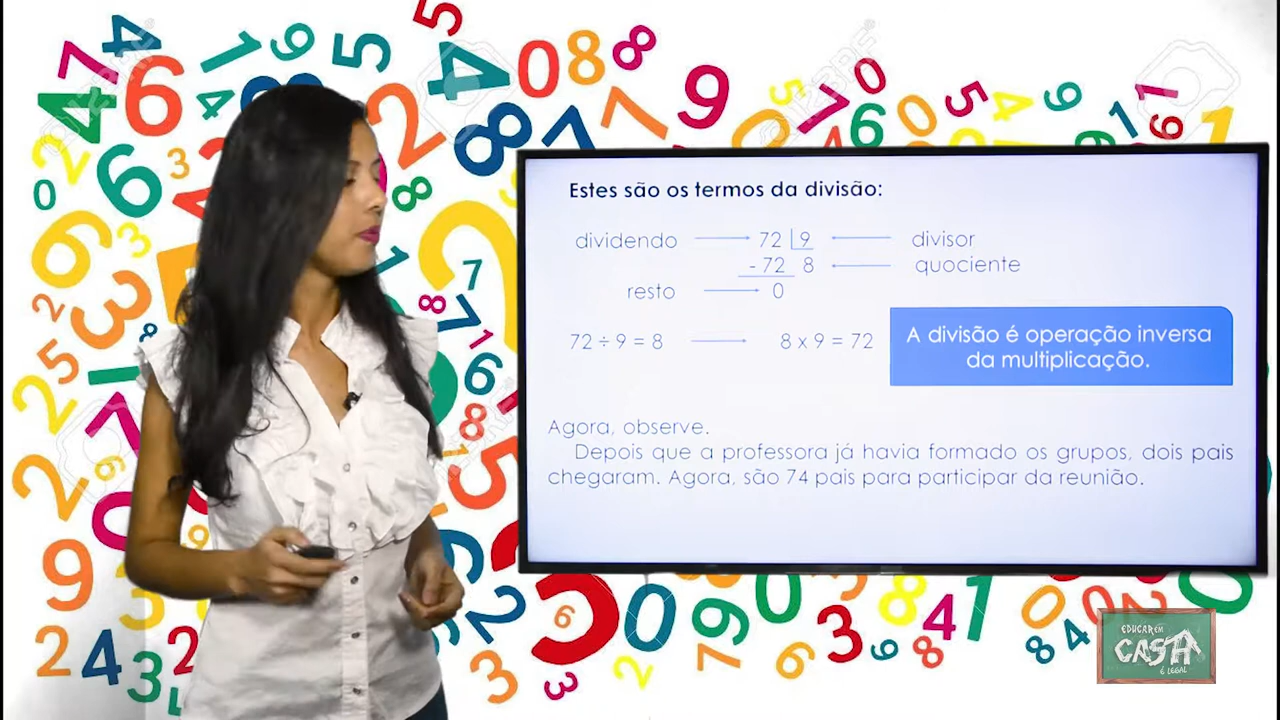 Estes são os termos da divisão:
dividendo 72 9 divisor
- 72 8 quociente
resto 0
72 ÷ 9 = 8 8 x 9 = 72
A divisão é operação inversa
da multiplicação.
Agora, observe.
Depois que a professora já havia formado os grupos, dois pais
chegaram. Agora, são 74 pais para participar da reunião.
EDUCAR EM
CASA
É LEGAL